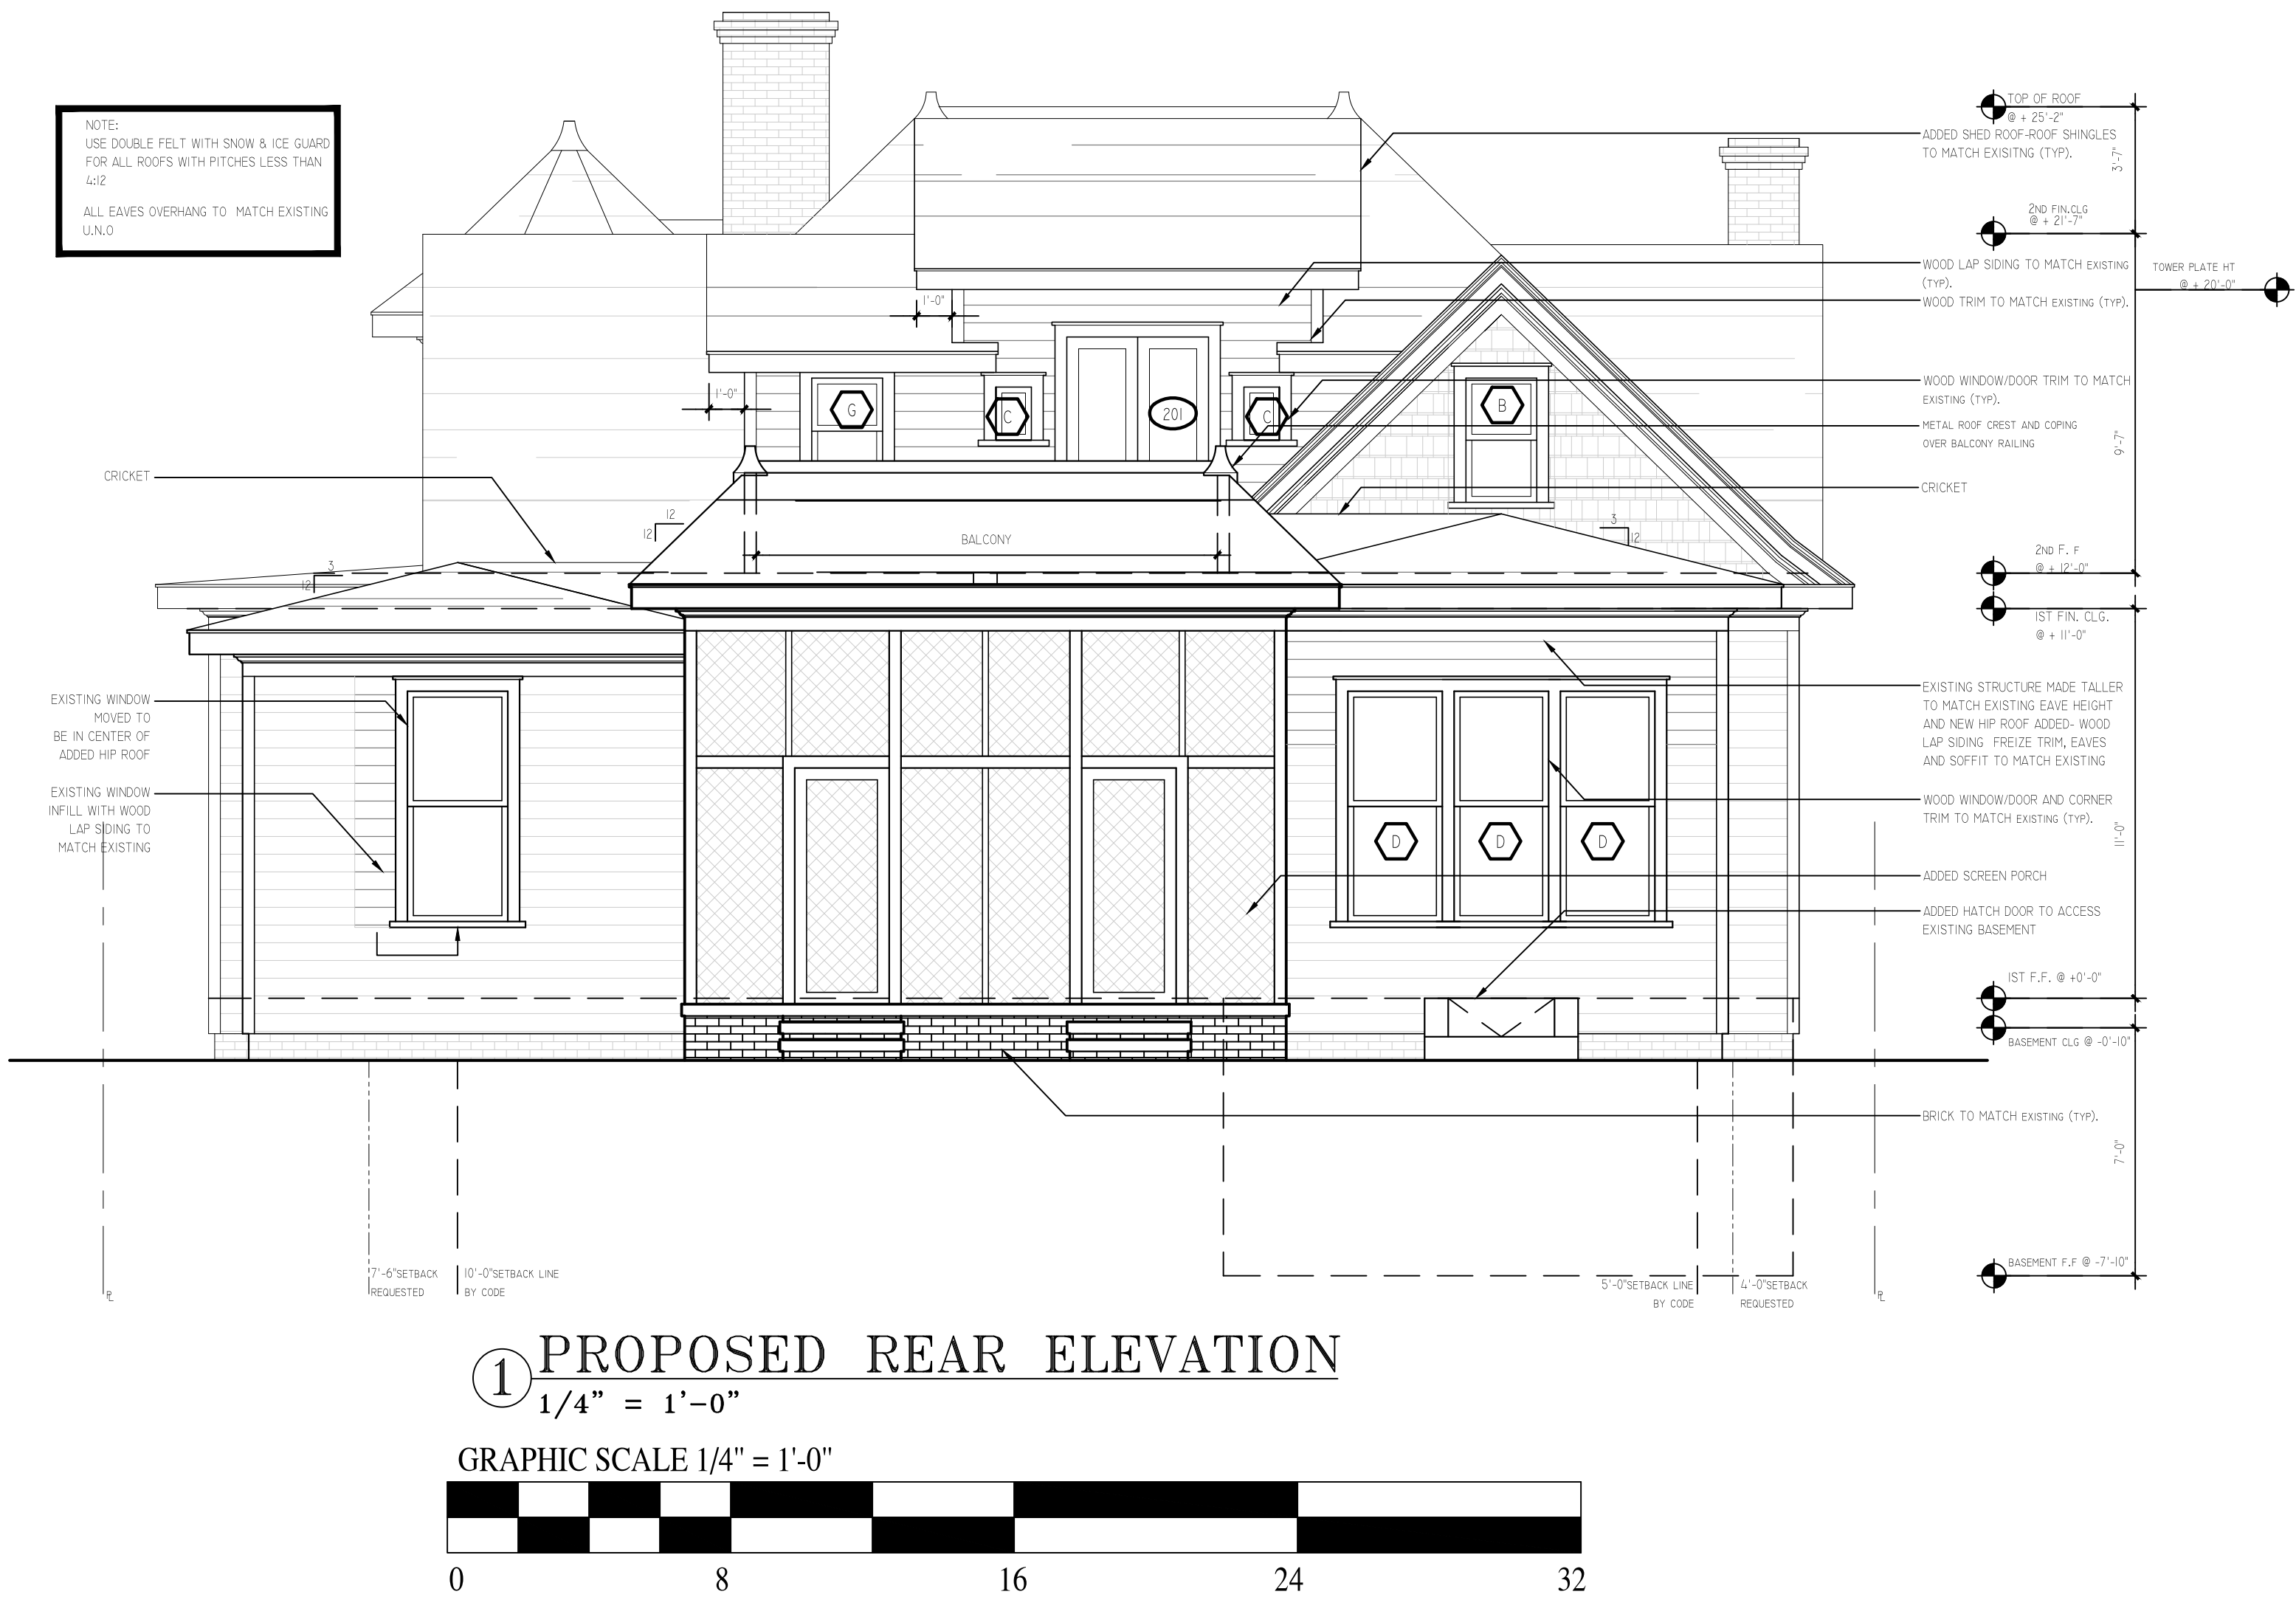 NOTE:
USE DOUBLE FELT WITH SNOW & ICE GUARD
FOR ALL ROOFS WITH PITCHES LESS THAN
4:12
ALL EAVES OVERHANG TO MATCH EXISTING
U.N.O
TOP OF ROOF
@ + 25'-2"
ADDED SHED ROOF-ROOF SHINGLES
TO MATCH EXISITNG (TYP).
3'-7"
2ND FIN.CLG
@ + 21'-7"
WOOD LAP SIDING TO MATCH EXISTING
(TYP).
TOWER PLATE HT
@ + 20'-0"
WOOD TRIM TO MATCH EXISTING (TYP).
1'-0"
1'-0"
WOOD WINDOW/DOOR TRIM TO MATCH
EXISTING (TYP).
G
C
201
C
B
METAL ROOF CREST AND COPING
OVER BALCONY RAILING
9'-7"
CRICKET
CRICKET
12
12
BALCONY
3
12
3
12
2ND F. F
@ + 12'-0"
1ST FIN. CLG.
@ + 11'-0"
EXISTING WINDOW
MOVED TO
BE IN CENTER OF
ADDED HIP ROOF
EXISTING STRUCTURE MADE TALLER
TO MATCH EXISTING EAVE HEIGHT
AND NEW HIP ROOF ADDED- WOOD
LAP SIDING FREIZE TRIM, EAVES
AND SOFFIT TO MATCH EXISTING
EXISTING WINDOW
INFILL WITH WOOD
LAP SIDING TO
MATCH EXISTING
WOOD WINDOW/DOOR AND CORNER
TRIM TO MATCH EXISTING (TYP).
D
D
D
11'-0"
ADDED SCREEN PORCH
ADDED HATCH DOOR TO ACCESS
EXISTING BASEMENT
1ST F.F. @ +0'-0"
BASEMENT CLG @ -0'-10"
BRICK TO MATCH EXISTING (TYP).
7'-0"
BASEMENT F.F @ -7'-10"
PL
7'-6"SETBACK
REQUESTED
10'-0"SETBACK LINE
BY CODE
5'-0"SETBACK LINE
BY CODE
4'-0"SETBACK
REQUESTED
PL
1 PROPOSED REAR ELEVATION
1/4" = 1'-0"
GRAPHIC SCALE 1/4" = 1'-0"
0 8 16 24 32